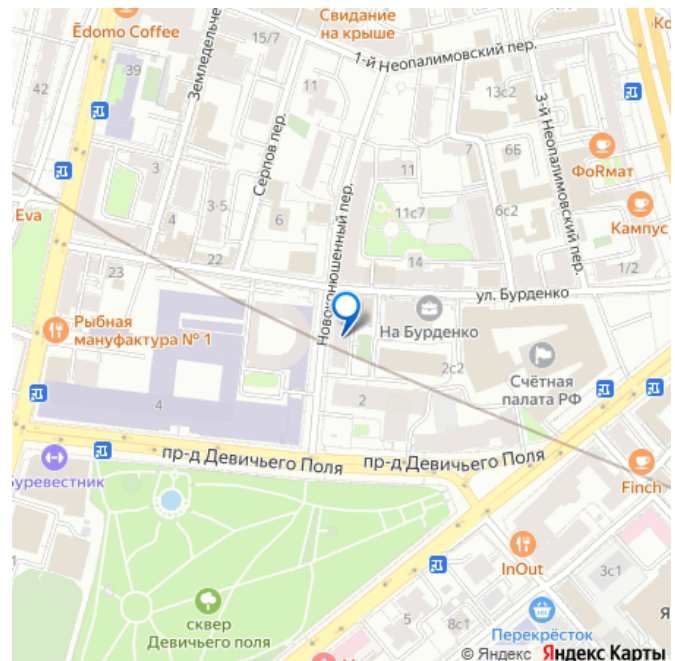 Свидание
на крыше
Ēdomo Coffee
15/7
1-й Неопалимовский пер.
Земледельче
39
42
11
13с2
3-й Неопалимовский пер.
Серпов пер.
7
6Б
ФоRмат
3
11
3-5
4
6
Новоконюшенный пер.
11с7
6с2
Eva
Кампус
22
14
23
1/2
ул. Бурденко
Рыбная
мануфактура № 1
На Бурденко
2с2
Счётная
палата РФ
4
2
пр-д Девичьего Поля
пр-д Девичьего Поля
Буревестник
Finch
InOut
3с1
сквер
Девичьего поля
5
8с1
Перекрёсток
© Яндекс Яндекс Карты